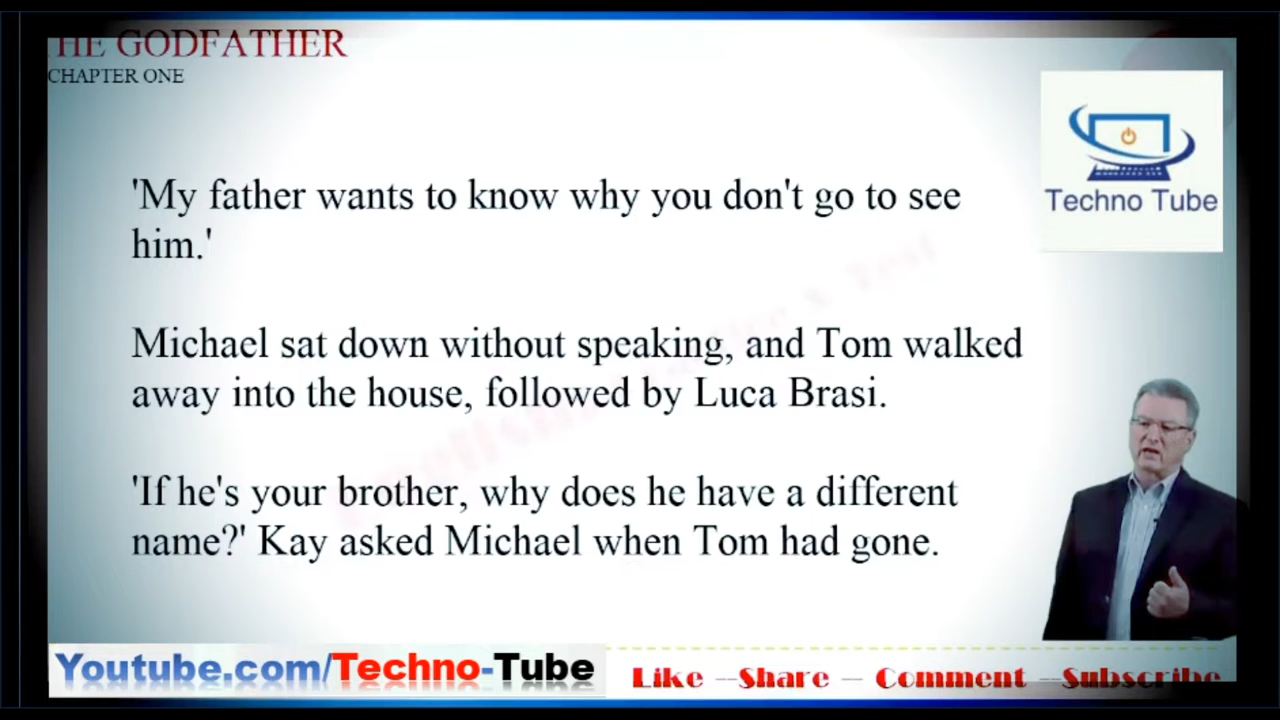 THE GODFATHER
CHAPTER ONE
Techno Tube
'My father wants to know why you don't go to see
him.'
Michael sat down without speaking, and Tom walked
away into the house, followed by Luca Brasi.
'If he's your brother, why does he have a different
name?' Kay asked Michael when Tom had gone.
Youtube.com/Techno-Tube
Like – Share – Comment – Subscribe